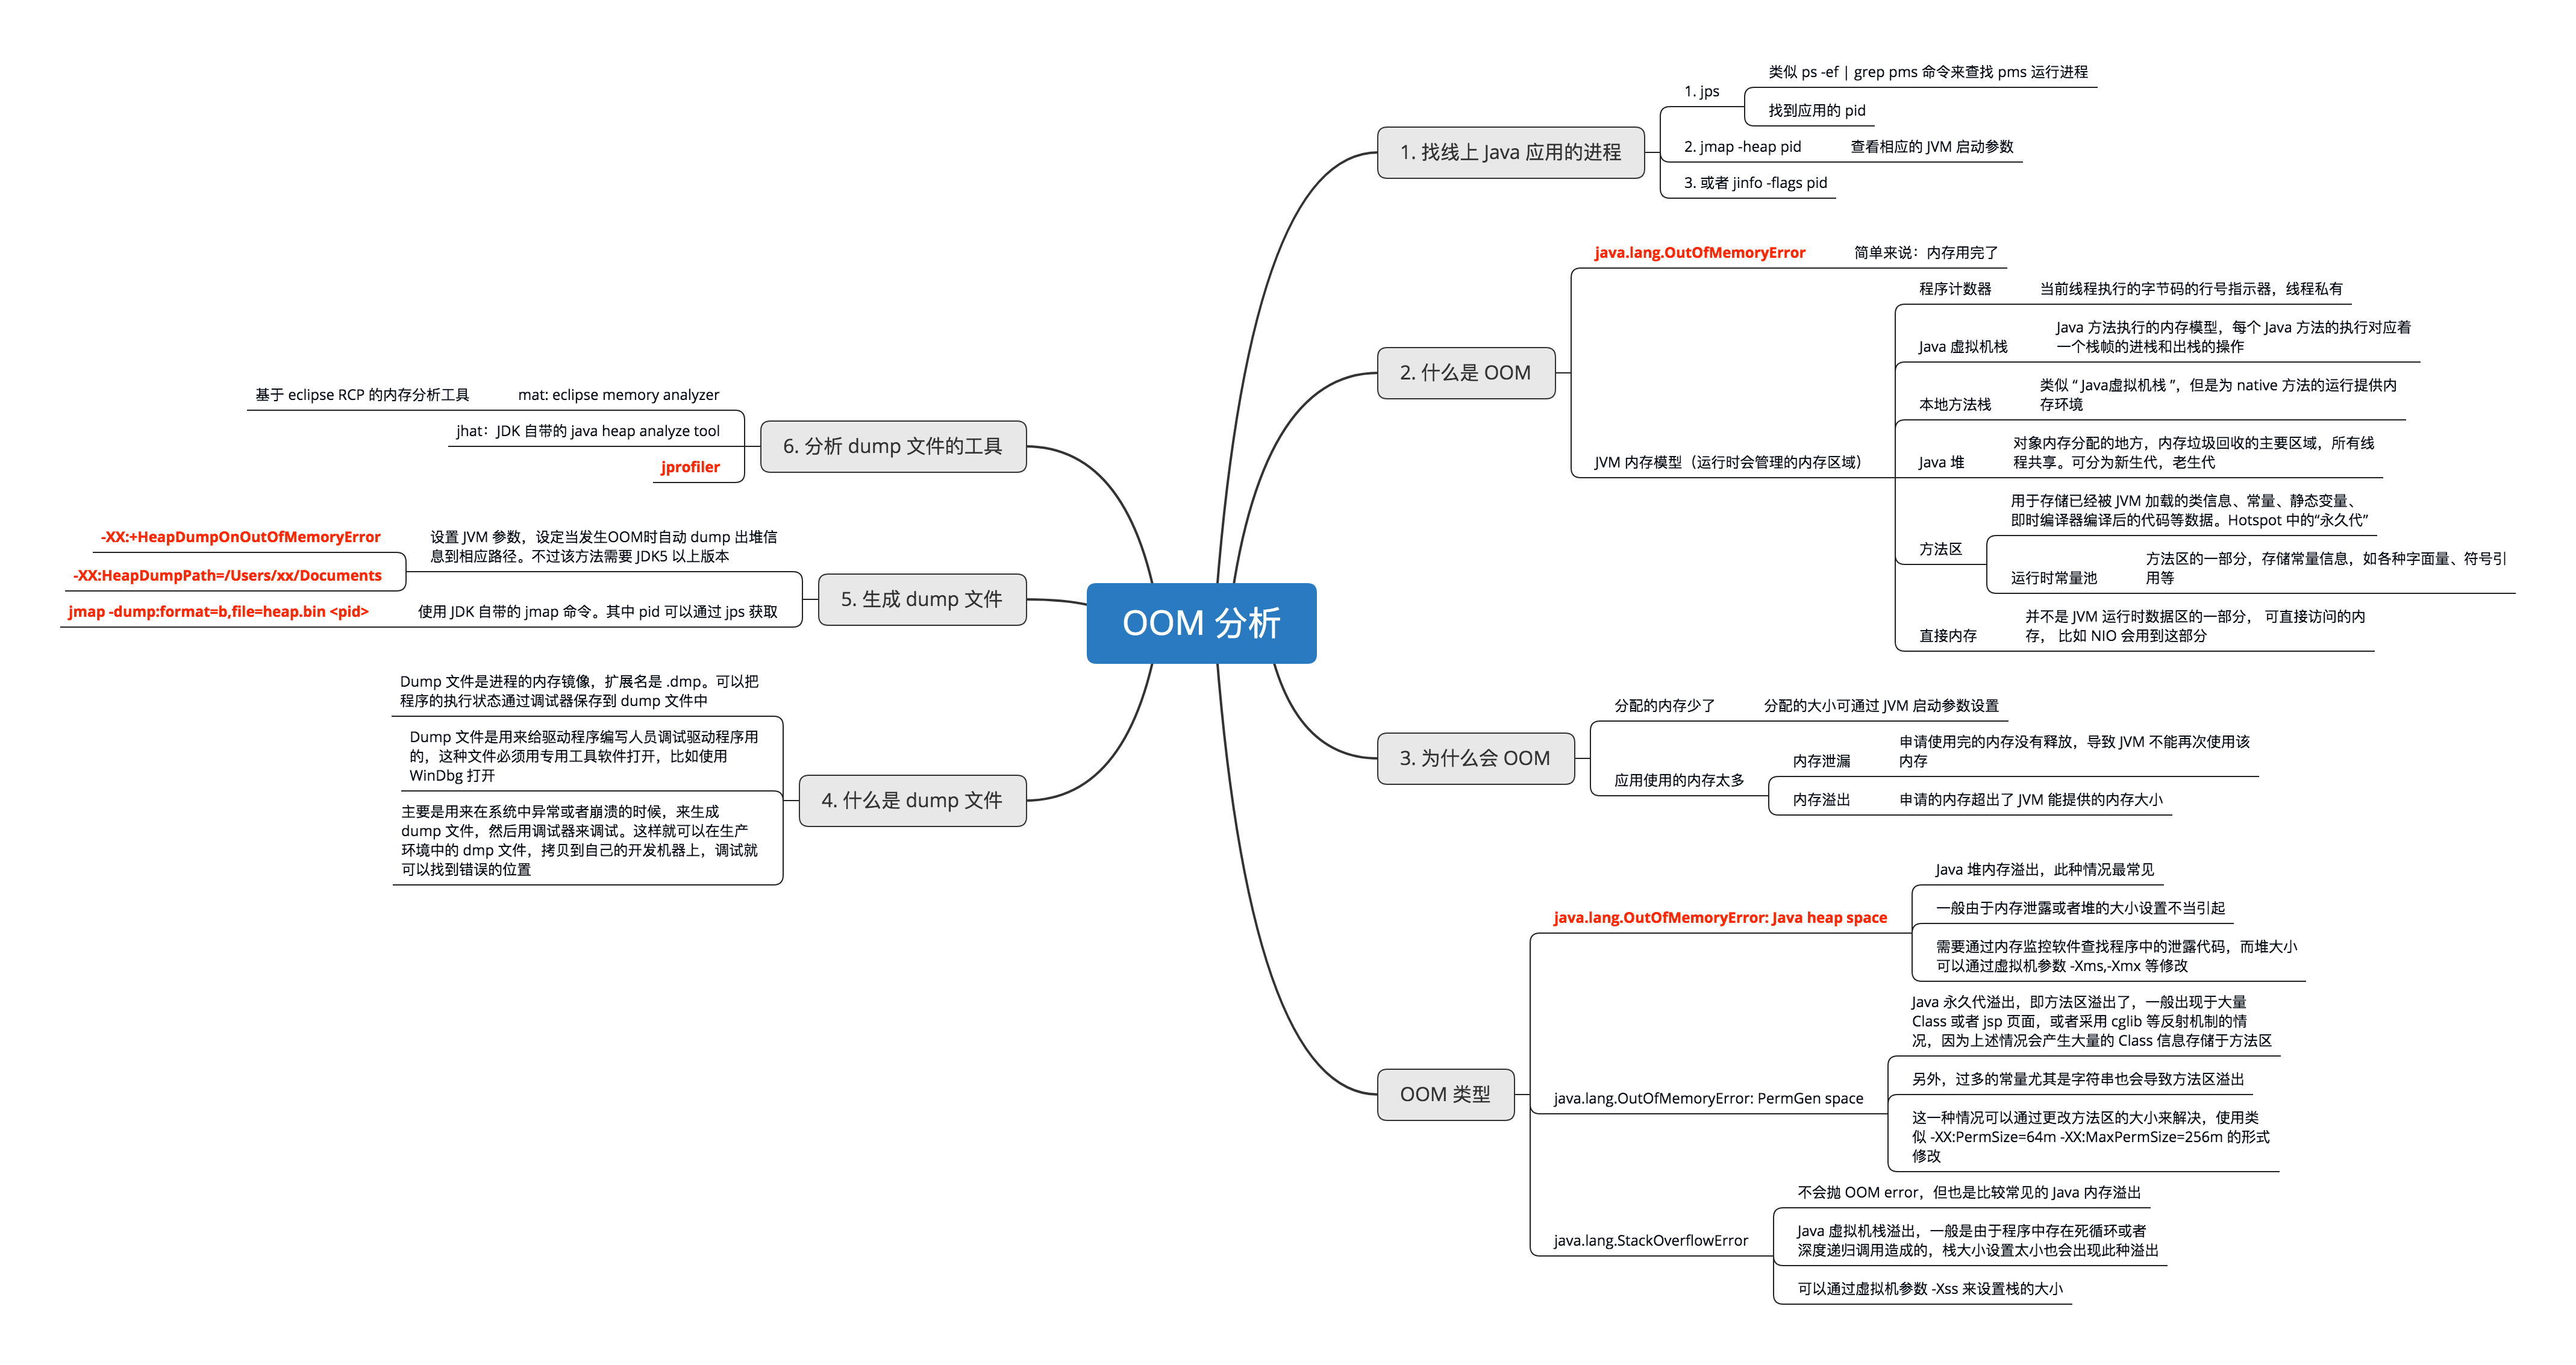 OOM 分析
1. 找线上 Java 应用的进程
1. jps
类似 ps -ef | grep pms 命令来查找 pms 运行进程
找到应用的 pid
2. jmap -heap pid
查看相应的 JVM 启动参数
3. 或者 jinfo -flags pid
2. 什么是 OOM
java.lang.OutOfMemoryError
简单来说：内存用完了
JVM 内存模型（运行时会管理的内存区域）
程序计数器
当前线程执行的字节码的行号指示器，线程私有
Java 虚拟机栈
Java 方法执行的内存模型，每个 Java 方法的执行对应着
一个栈帧的进栈和出栈的操作
本地方法栈
类似 “ Java虚拟机栈 ”，但是为 native 方法的运行提供内
存环境
Java 堆
对象内存分配的地方，内存垃圾回收的主要区域，所有线
程共享。可分为新生代，老生代
方法区
用于存储已经被 JVM 加载的类信息、常量、静态变量、
即时编译器编译后的代码等数据。Hotspot 中的“永久代”
运行时常量池
方法区的一部分，存储常量信息，如各种字面量、符号引
用等
直接内存
并不是 JVM 运行时数据区的一部分， 可直接访问的内
存， 比如 NIO 会用到这部分
3. 为什么会 OOM
分配的内存少了
分配的大小可通过 JVM 启动参数设置
应用使用的内存太多
内存泄漏
申请使用完的内存没有释放，导致 JVM 不能再次使用该
内存
内存溢出
申请的内存超出了 JVM 能提供的内存大小
OOM 类型
java.lang.OutOfMemoryError: Java heap space
Java 堆内存溢出，此种情况最常见
一般由于内存泄露或者堆的大小设置不当引起
需要通过内存监控软件查找程序中的泄露代码，而堆大小
可以通过虚拟机参数 -Xms,-Xmx 等修改
java.lang.OutOfMemoryError: PermGen space
Java 永久代溢出，即方法区溢出了，一般出现于大量
Class 或者 jsp 页面，或者采用 cglib 等反射机制的情
况，因为上述情况会产生大量的 Class 信息存储于方法区
另外，过多的常量尤其是字符串也会导致方法区溢出
这一种情况可以通过更改方法区的大小来解决，使用类
似 -XX:PermSize=64m -XX:MaxPermSize=256m 的形式
修改
java.lang.StackOverflowError
不会抛 OOM error，但也是比较常见的 Java 内存溢出
Java 虚拟机栈溢出，一般是由于程序中存在死循环或者
深度递归调用造成的，栈大小设置太小也会出现此种溢出
可以通过虚拟机参数 -Xss 来设置栈的大小
4. 什么是 dump 文件
Dump 文件是进程的内存镜像，扩展名是 .dmp。可以把
程序的执行状态通过调试器保存到 dump 文件中
Dump 文件是用来给驱动程序编写人员调试驱动程序用
的，这种文件必须用专用工具软件打开，比如使用
WinDbg 打开
主要是用来在系统中异常或者崩溃的时候，来生成
dump 文件，然后用调试器来调试。这样就可以在生产
环境中的 dmp 文件，拷贝到自己的开发机器上，调试就
可以找到错误的位置
5. 生成 dump 文件
设置 JVM 参数，设定当发生OOM时自动 dump 出堆信
息到相应路径。不过该方法需要 JDK5 以上版本
-XX:+HeapDumpOnOutOfMemoryError
-XX:HeapDumpPath=/Users/xx/Documents
使用 JDK 自带的 jmap 命令。其中 pid 可以通过 jps 获取
jmap -dump:format=b,file=heap.bin <pid>
6. 分析 dump 文件的工具
mat: eclipse memory analyzer
基于 eclipse RCP 的内存分析工具
jhat：JDK 自带的 java heap analyze tool
jprofiler